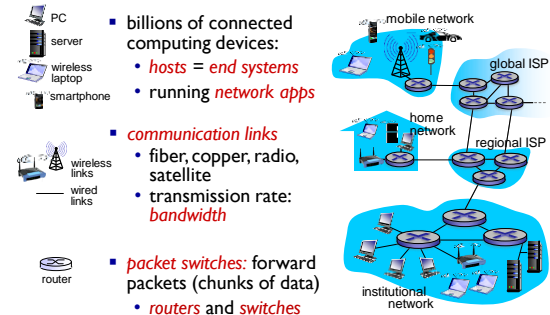 PC
server
wireless
laptop
smartphone
wireless
links
wired
links
router
billions of connected
computing devices:
• hosts = end systems
• running network apps
communication links
• fiber, copper, radio,
satellite
• transmission rate:
bandwidth
packet switches: forward
packets (chunks of data)
• routers and switches
mobile network
global ISP
home
network
regional ISP
institutional
network